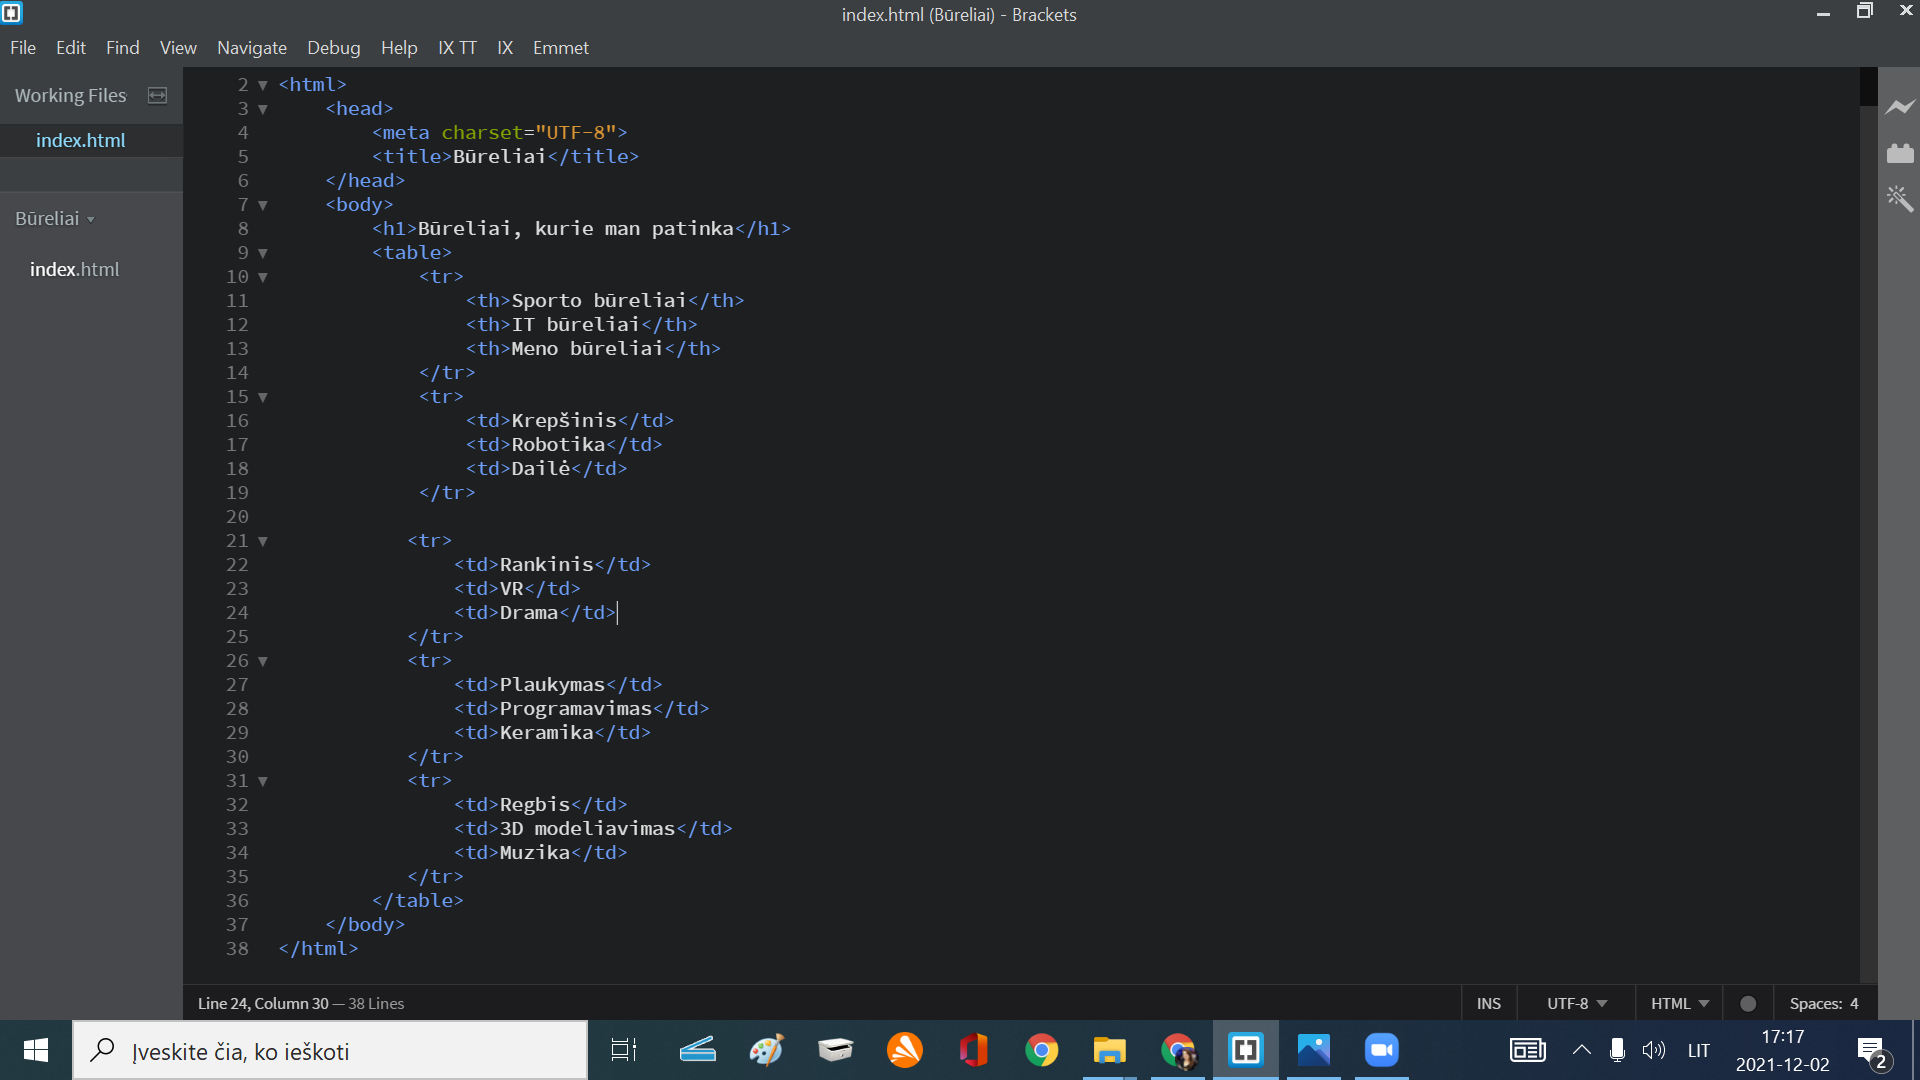 index.html (Būreliai) - Brackets
File Edit Find View Navigate Debug Help IX TT IX Emmet
Working Files
index.html
Būreliai
index.html
2 <html>
3 <head>
4 <meta charset="UTF-8">
5 <title>Būreliai</title>
6 </head>
7 <body>
8 <h1>Būreliai, kurie man patinka</h1>
9 <table>
10 <tr>
11 <th>Sporto būreliai</th>
12 <th>IT būreliai</th>
13 <th>Meno būreliai</th>
14 </tr>
15 <tr>
16 <td>Krepšinis</td>
17 <td>Robotika</td>
18 <td>Dailė</td>
19 </tr>
20
21 <tr>
22 <td>Rankinis</td>
23 <td>VR</td>
24 <td>Drama</td>
25 </tr>
26 <tr>
27 <td>Plaukymas</td>
28 <td>Programavimas</td>
29 <td>Keramika</td>
30 </tr>
31 <tr>
32 <td>Regbis</td>
33 <td>3D modeliavimas</td>
34 <td>Muzika</td>
35 </tr>
36 </table>
37 </body>
38 </html>
Line 24, Column 30 — 38 Lines
INS UTF-8 HTML Spaces: 4
Įveskite čia, ko ieškoti
LIT
17:17
2021-12-02
2